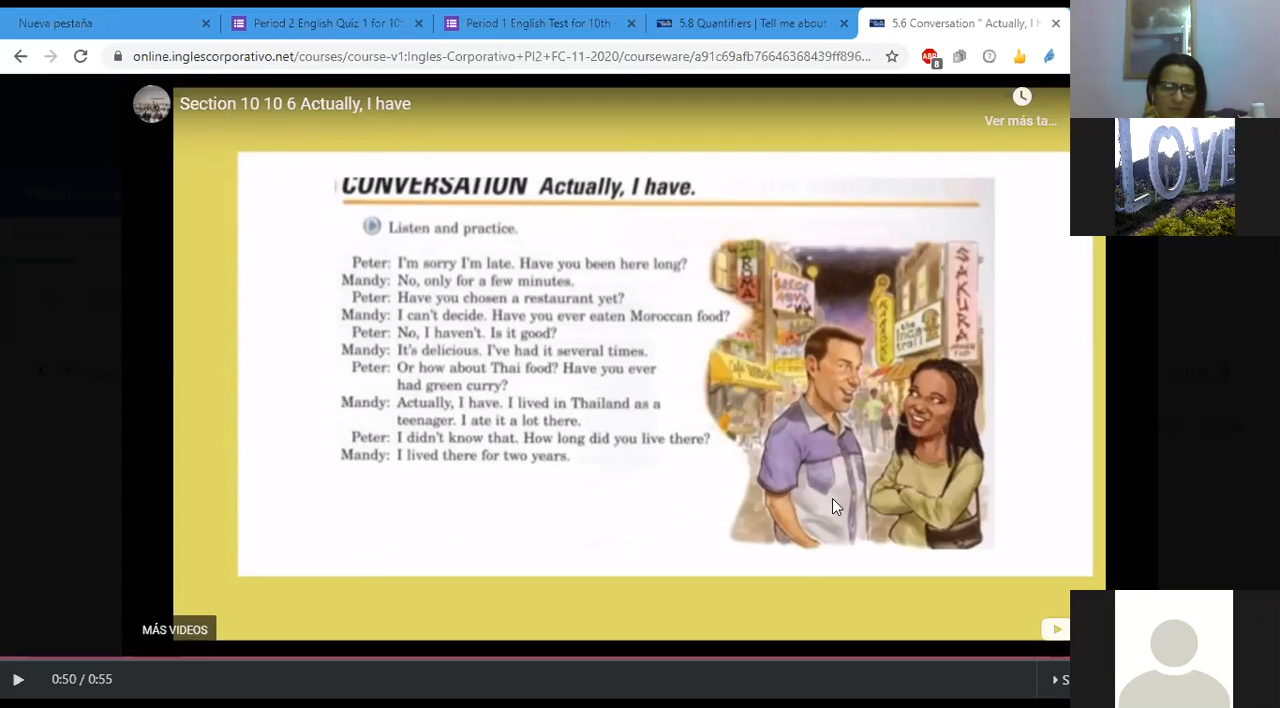 Nueva pestaña
Period 2 English Quiz 1 for 10
Period 1 English Test for 10th -
5.8 Quantifiers | Tell me about
5.6 Conversation " Actually, I h
online.inglescorporativo.net/courses/course-v1:Ingles-Corporativo+PI2+FC-11-2020/courseware/a91c69afb76646368439ff896...
8
Section 10 10 6 Actually, I have
Ver más ta...
CONVERSATION Actually, I have.
Listen and practice.
Peter: I'm sorry I'm late. Have you been here long?
Mandy: No, only for a few minutes.
Peter: Have you chosen a restaurant yet?
Mandy: I can't decide. Have you ever eaten Moroccan food?
Peter: No, I haven't. Is it good?
Mandy: It's delicious. I've had it several times.
Peter: Or how about Thai food? Have you ever
had green curry?
Mandy: Actually, I have. I lived in Thailand as a
teenager. I ate it a lot there.
Peter: I didn't know that. How long did you live there?
Mandy: I lived there for two years.
ROMA
KARAOKE
the Inca trail
SAKURA
LOVE
MÁS VIDEOS
0:50 / 0:55
S